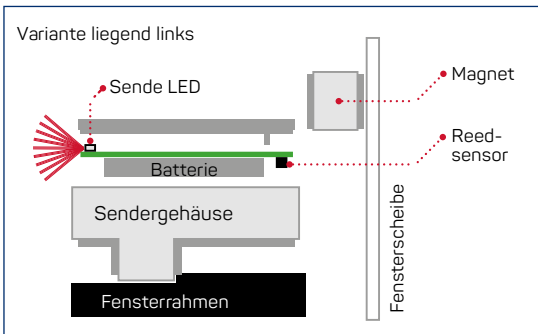 Variante liegend links
Sende LED
Magnet
Reed-
sensor
Batterie
Sendergehäuse
Fensterscheibe
Fensterrahmen